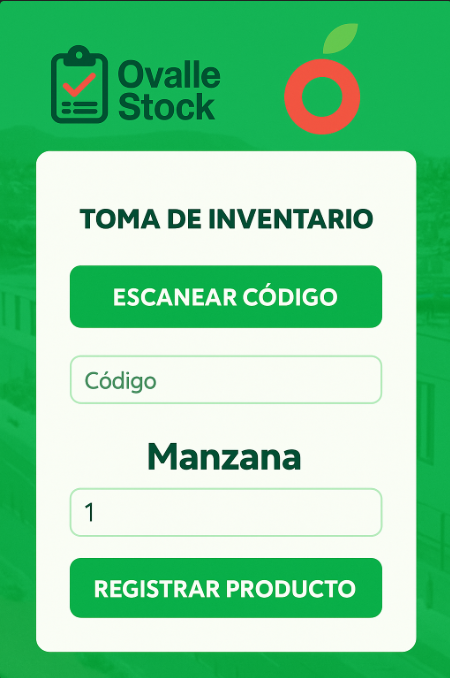 Ovalle
Stock
TOMA DE INVENTARIO
ESCANEAR CÓDIGO
Código
Manzana
1
REGISTRAR PRODUCTO